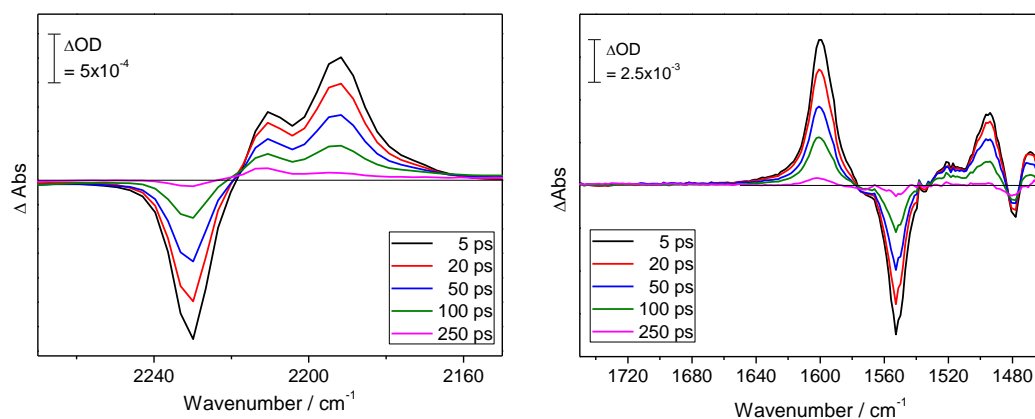 ΔOD
= 5x10⁻⁴
Δ Abs
5 ps
20 ps
50 ps
100 ps
250 ps
2240 2200 2160
Wavenumber / cm⁻¹
ΔOD
= 2.5x10⁻³
ΔAbs
5 ps
20 ps
50 ps
100 ps
250 ps
1720 1680 1640 1600 1560 1520 1480
Wavenumber / cm⁻¹